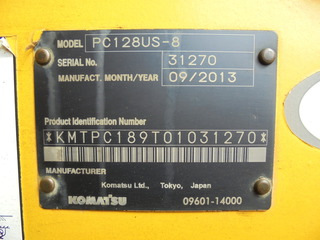 MODEL PC128US-8
SERIAL NO. 31270
MANUFACT. MONTH/YEAR 09/2013
Product Identification Number
*KMTPC189T01031270*
MANUFACTURER
Komatsu Ltd., Tokyo, Japan
KOMATSU 09601-14000